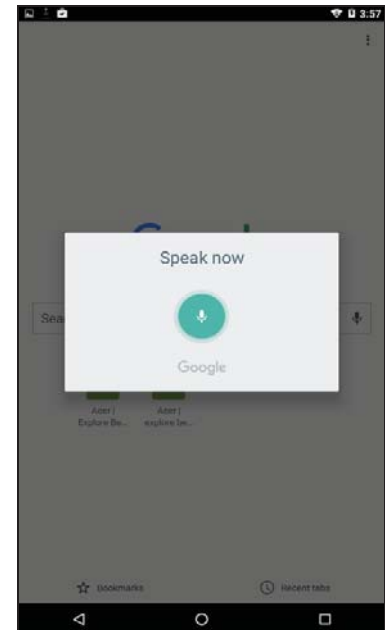 3:57
Speak now
Google
Sea
Acer |
Explore Be...
Acer |
explore be...
Bookmarks
Recent tabs